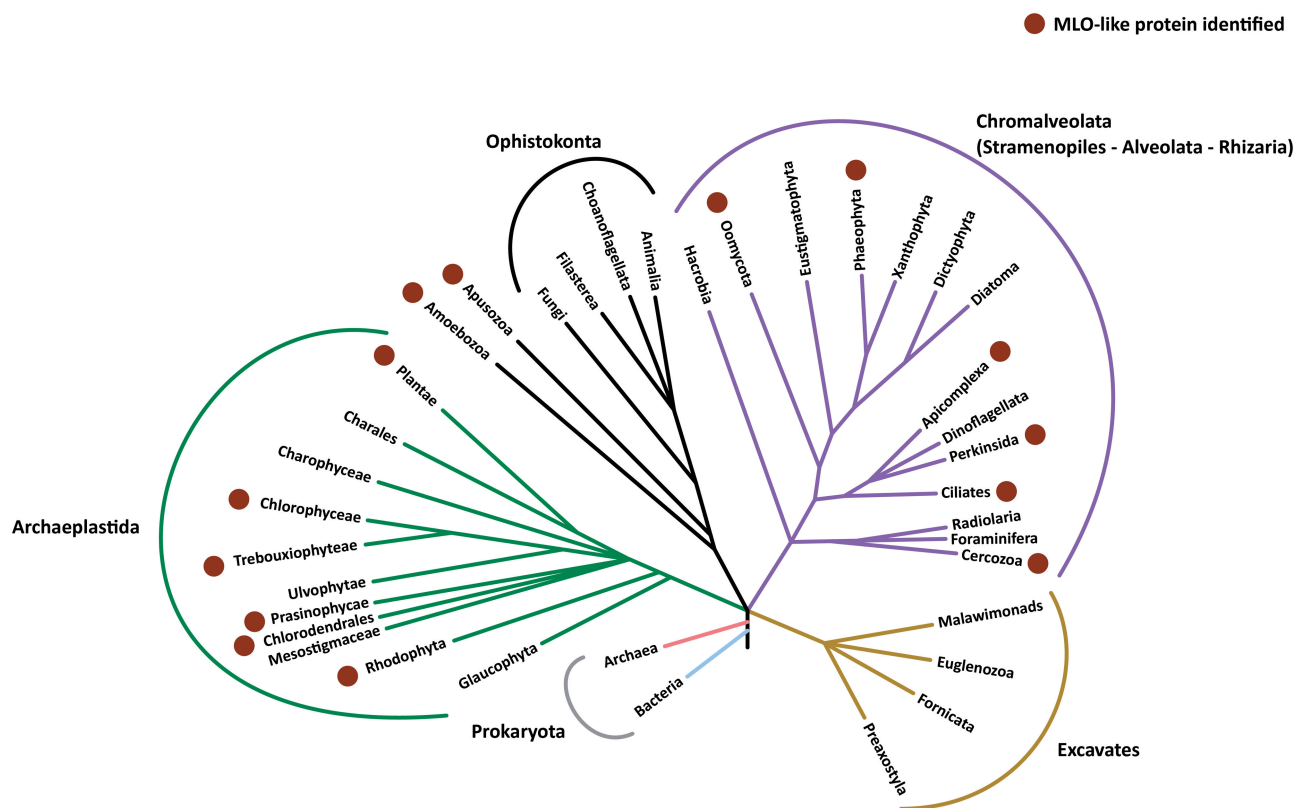 MLO-like protein identified
Chromalveolata
(Stramenopiles - Alveolata - Rhizaria)
Ophistokonta
Choanoflagellata
Animalia
Filasterea
Fungi
Apusozoa
Amoebozoa
Hacrobia
Oomycota
Eustigmatophyta
Phaeophyta
Xanthophyta
Dictyophyta
Diatoma
Apicomplexa
Dinoflagellata
Perkinsida
Ciliates
Radiolaria
Foraminifera
Cercozoa
Archaeplastida
Plantae
Charales
Charophyceae
Chlorophyceae
Trebouxiophyteae
Ulvophytae
Prasinophycae
Chlorodendrales
Mesostigmaceae
Rhodophyta
Glaucophyta
Prokaryota
Archaea
Bacteria
Malawimonads
Euglenozoa
Fornicata
Preaxostyla
Excavates